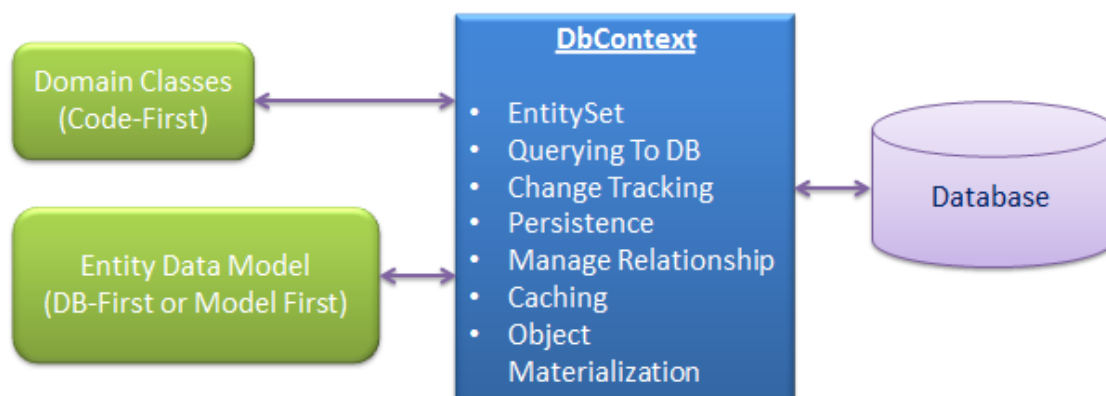 Domain Classes
(Code-First)
Entity Data Model
(DB-First or Model First)
DbContext
• EntitySet
• Querying To DB
• Change Tracking
• Persistence
• Manage Relationship
• Caching
• Object
Materialization
Database